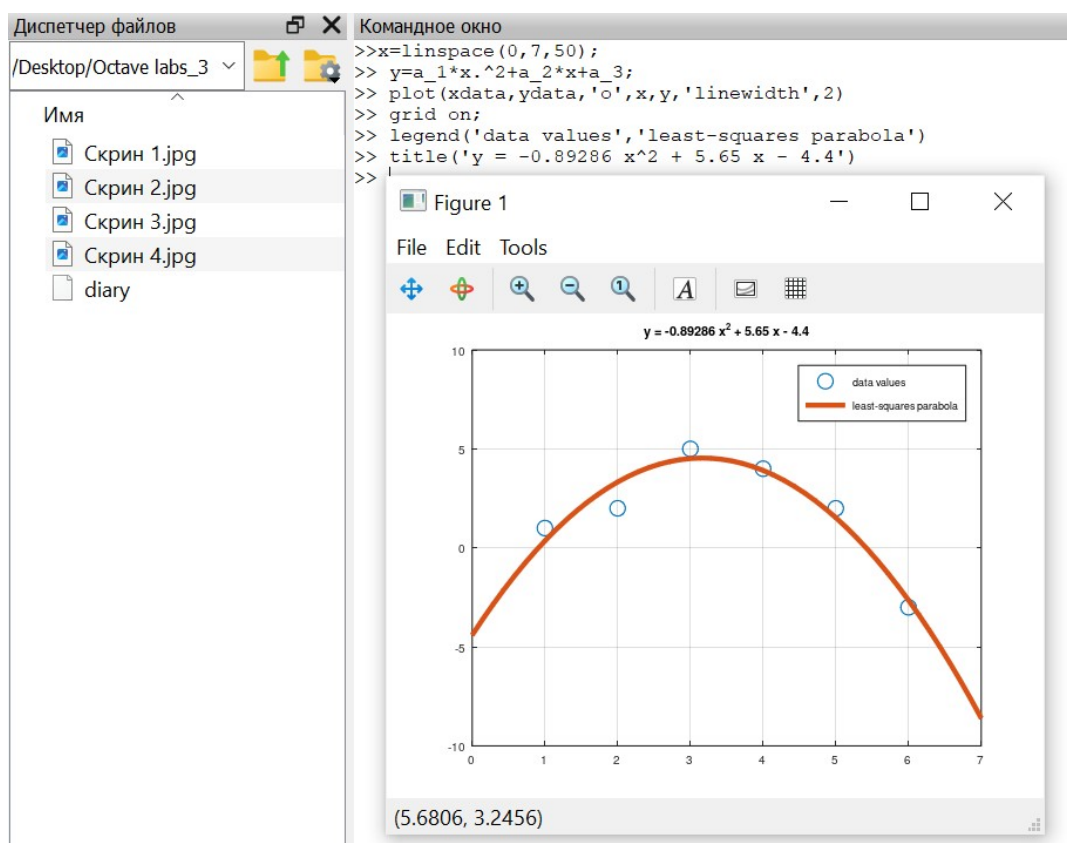 Диспетчер файлов
/Desktop/Octave labs_3
Имя
Скрин 1.jpg
Скрин 2.jpg
Скрин 3.jpg
Скрин 4.jpg
diary
Командное окно
>>x=linspace(0,7,50);
>> y=a_1*x.^2+a_2*x+a_3;
>> plot(xdata,ydata,'o',x,y,'linewidth',2)
>> grid on;
>> legend('data values','least-squares parabola')
>> title('y = -0.89286 x^2 + 5.65 x - 4.4')
>>
Figure 1
File Edit Tools
A
y = -0.89286 x² + 5.65 x - 4.4
data values
least-squares parabola
10
5
0
-5
-10
0 1 2 3 4 5 6 7
(5.6806, 3.2456)